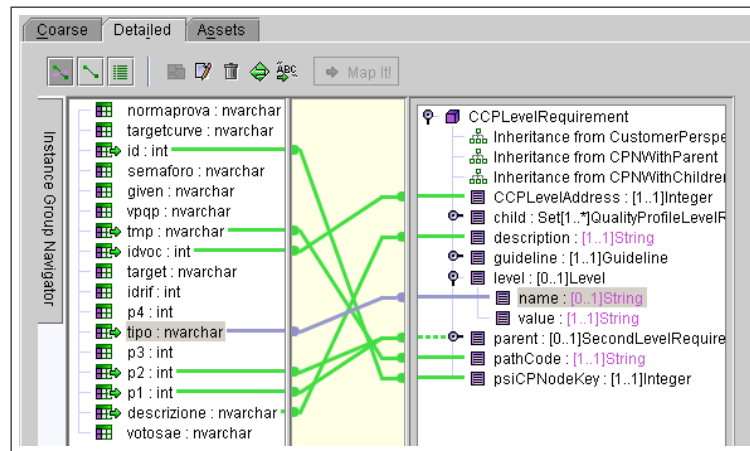 Coarse Detailed Assets
Map It!
Instance Group Navigator
normaprova : nvarchar
targetcurve : nvarchar
id : int
semaforo : nvarchar
given : nvarchar
vpqp : nvarchar
tmp : nvarchar
idvoc : int
target : nvarchar
idrif : int
p4 : int
tipo : nvarchar
p3 : int
p2 : int
p1 : int
descrizione : nvarchar
votosae : nvarchar
CCPLevelRequirement
Inheritance from CustomerPerspe
Inheritance from CPNWithParent
Inheritance from CPNWithChildre
CCPLevelAddress : [1..1]Integer
child : Set[1..*]QualityProfileLevelR
description : [1..1]String
guideline : [1..1]Guideline
level : [0..1]Level
name : [0..1]String
value : [1..1]String
parent : [0..1]SecondLevelRequire
pathCode : [1..1]String
psiCPNodeKey : [1..1]Integer